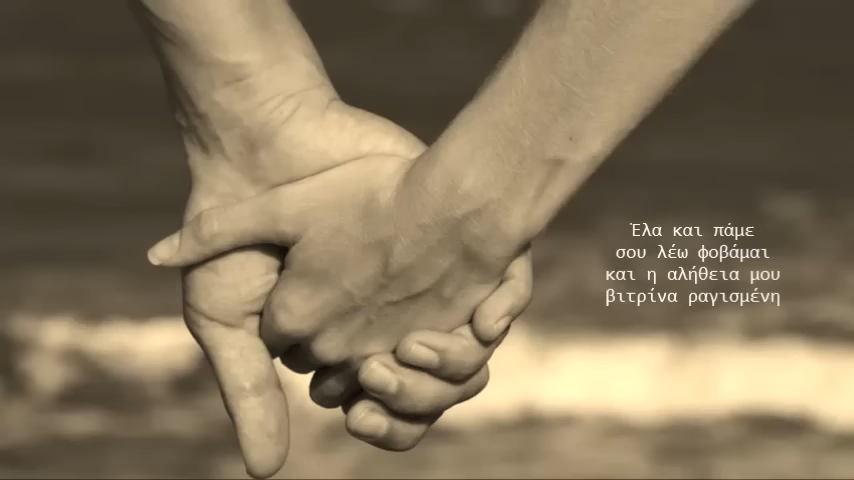 Έλα και πάμε
σου λέω φοβάμαι
και η αλήθεια μου
βιτρίνα ραγισμένη